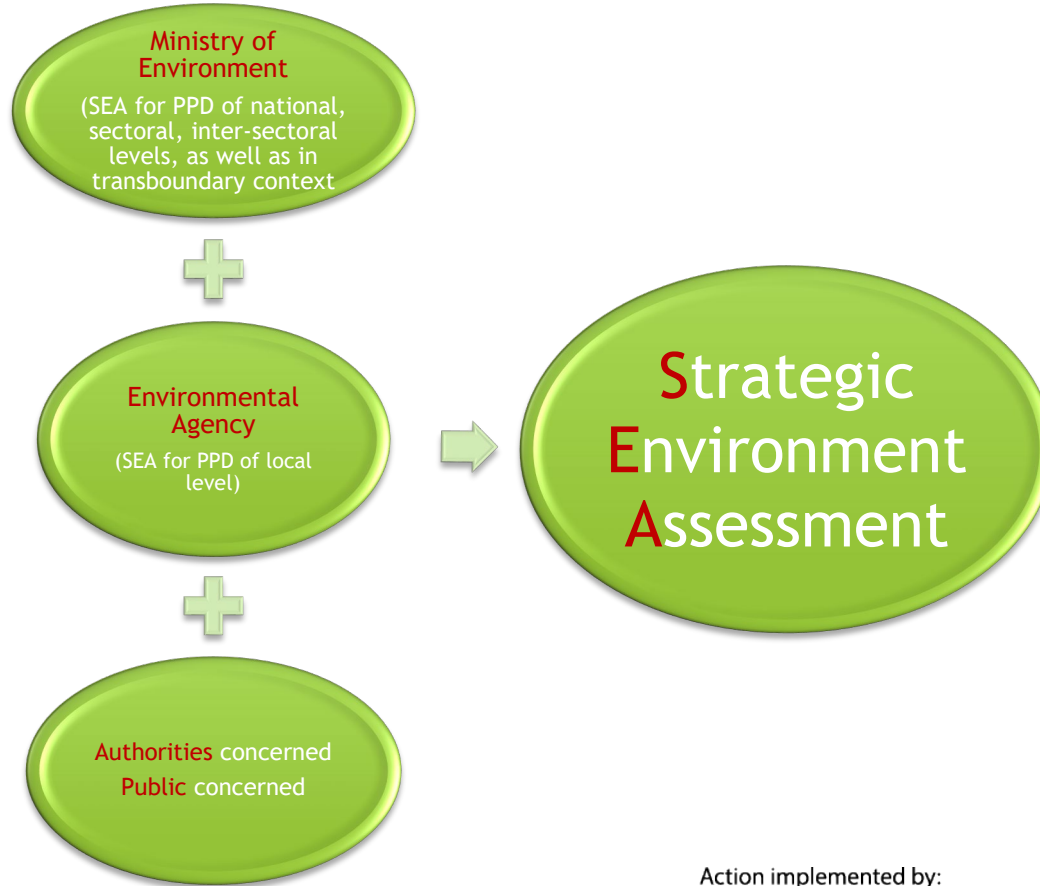 Ministry of
Environment
(SEA for PPD of national,
sectoral, inter-sectoral
levels, as well as in
transboundary context
Environmental
Agency
(SEA for PPD of local
level)
Authorities concerned
Public concerned
Strategic
Environment
Assessment
Action implemented by: